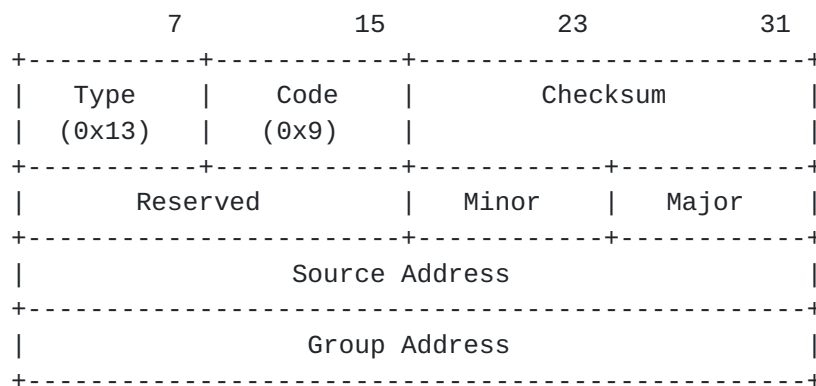 7 15 23 31
Type Code Checksum
(0x13) (0x9)
Reserved Minor Major
Source Address
Group Address